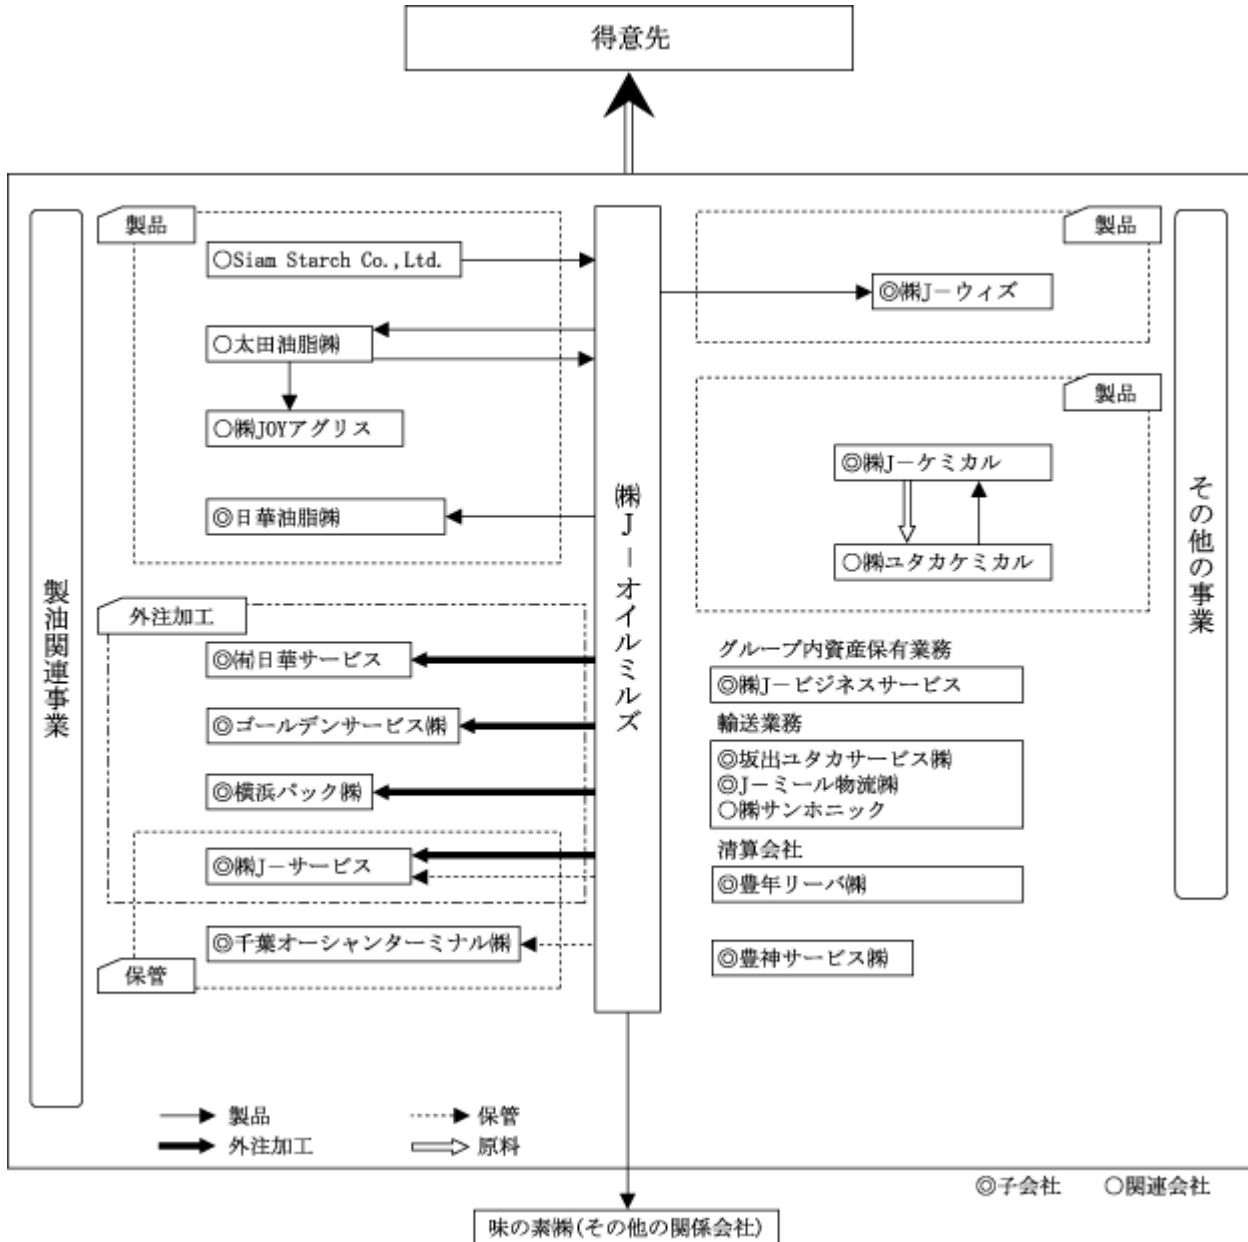 得意先
製油関連事業
製品
○Siam Starch Co.,Ltd.
○太田油脂㈱
○㈱JOYアグリス
◎日華油脂㈱
外注加工
◎㈲日華サービス
◎ゴールデンサービス㈱
◎横浜パック㈱
◎㈱J－サービス
◎千葉オーシャンターミナル㈱
保管
㈱J－オイルミルズ
製品
◎㈱J－ウィズ
製品
◎㈱J－ケミカル
○㈱ユタカケミカル
グループ内資産保有業務
◎㈱J－ビジネスサービス
輸送業務
◎坂出ユタカサービス㈱
◎J－ミール物流㈱
○㈱サンホニック
清算会社
◎豊年リーバ㈱
◎豊神サービス㈱
その他の事業
製品
保管
外注加工
原料
◎子会社 ○関連会社
味の素㈱(その他の関係会社)